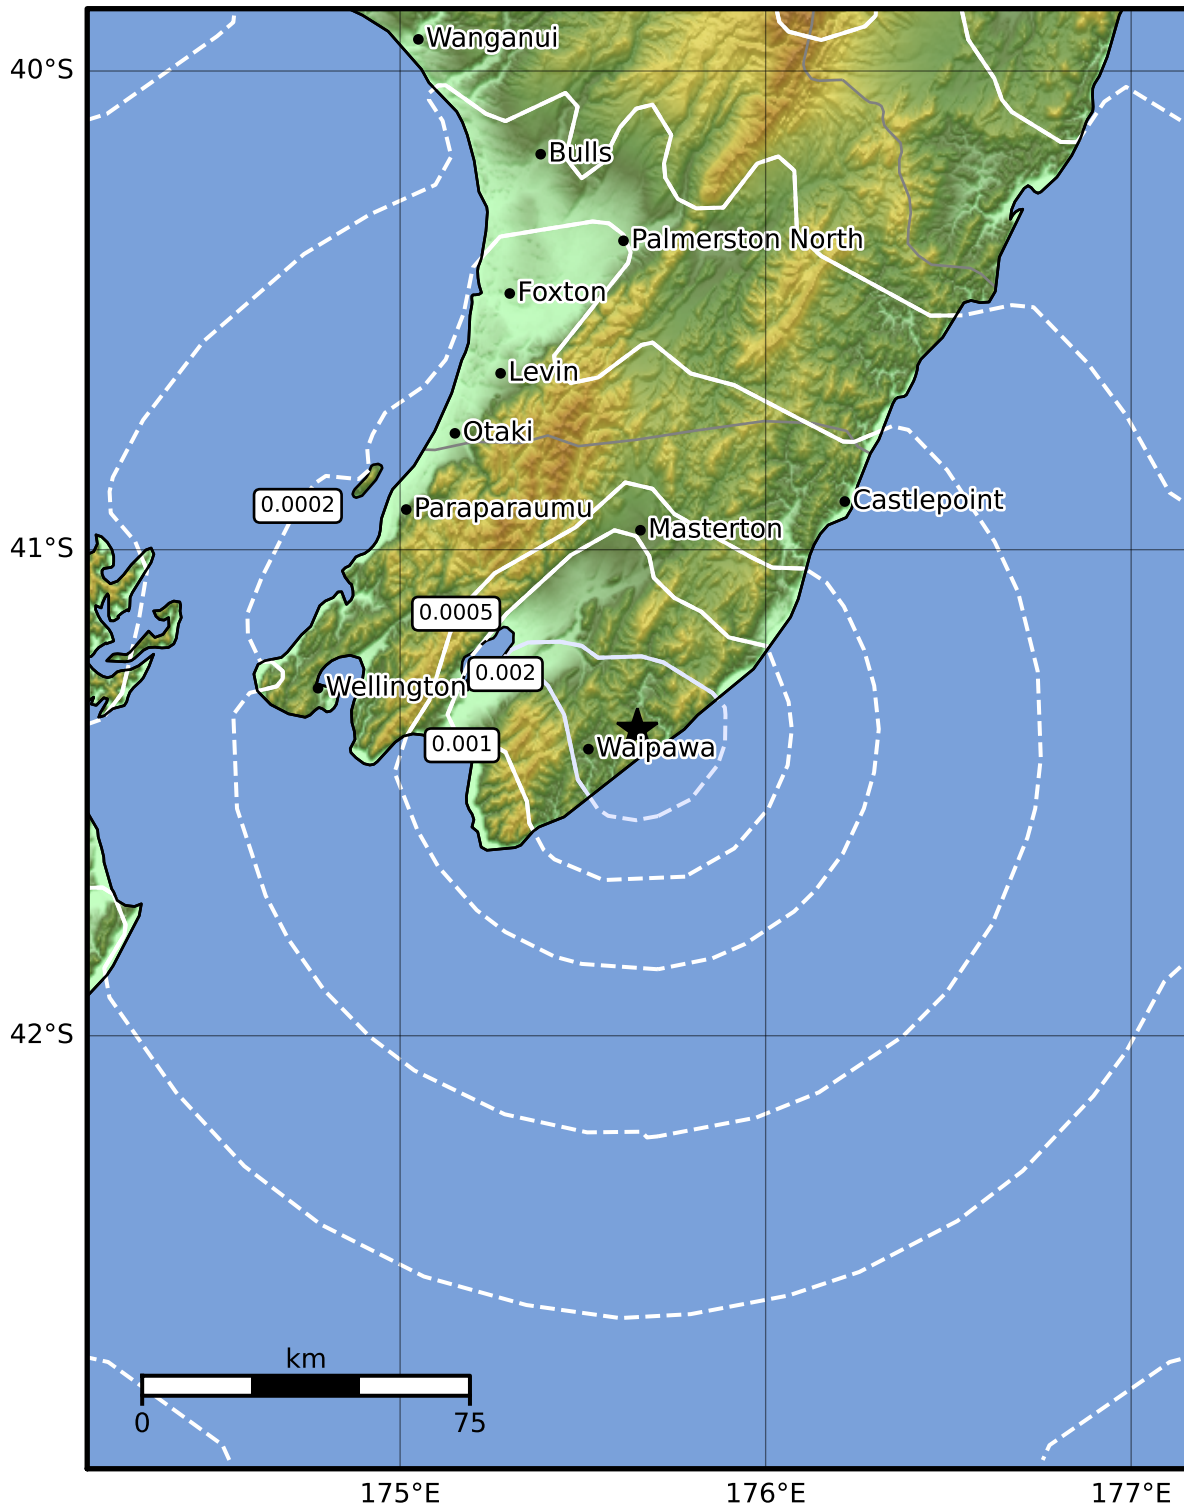 Wanganui
40°S
Bulls
Palmerston North
Foxton
Levin
Otaki
0.0002
Paraparaumu
Castlepoint
Masterton
41°S
0.0005
0.002
Wellington
0.001
Waipawa
42°S
km
0
75
175°E
176°E
177°E